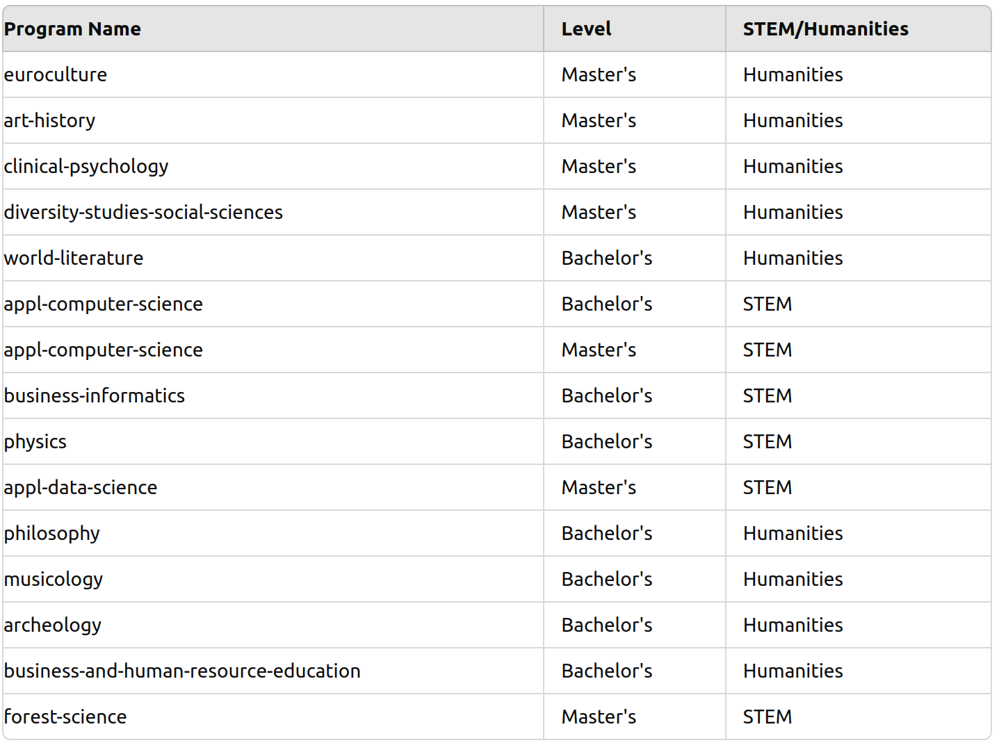 Program Name Level STEM/Humanities
euroculture Master's Humanities
art-history Master's Humanities
clinical-psychology Master's Humanities
diversity-studies-social-sciences Master's Humanities
world-literature Bachelor's Humanities
appl-computer-science Bachelor's STEM
appl-computer-science Master's STEM
business-informatics Bachelor's STEM
physics Bachelor's STEM
appl-data-science Master's STEM
philosophy Bachelor's Humanities
musicology Bachelor's Humanities
archeology Bachelor's Humanities
business-and-human-resource-education Bachelor's Humanities
forest-science Master's STEM